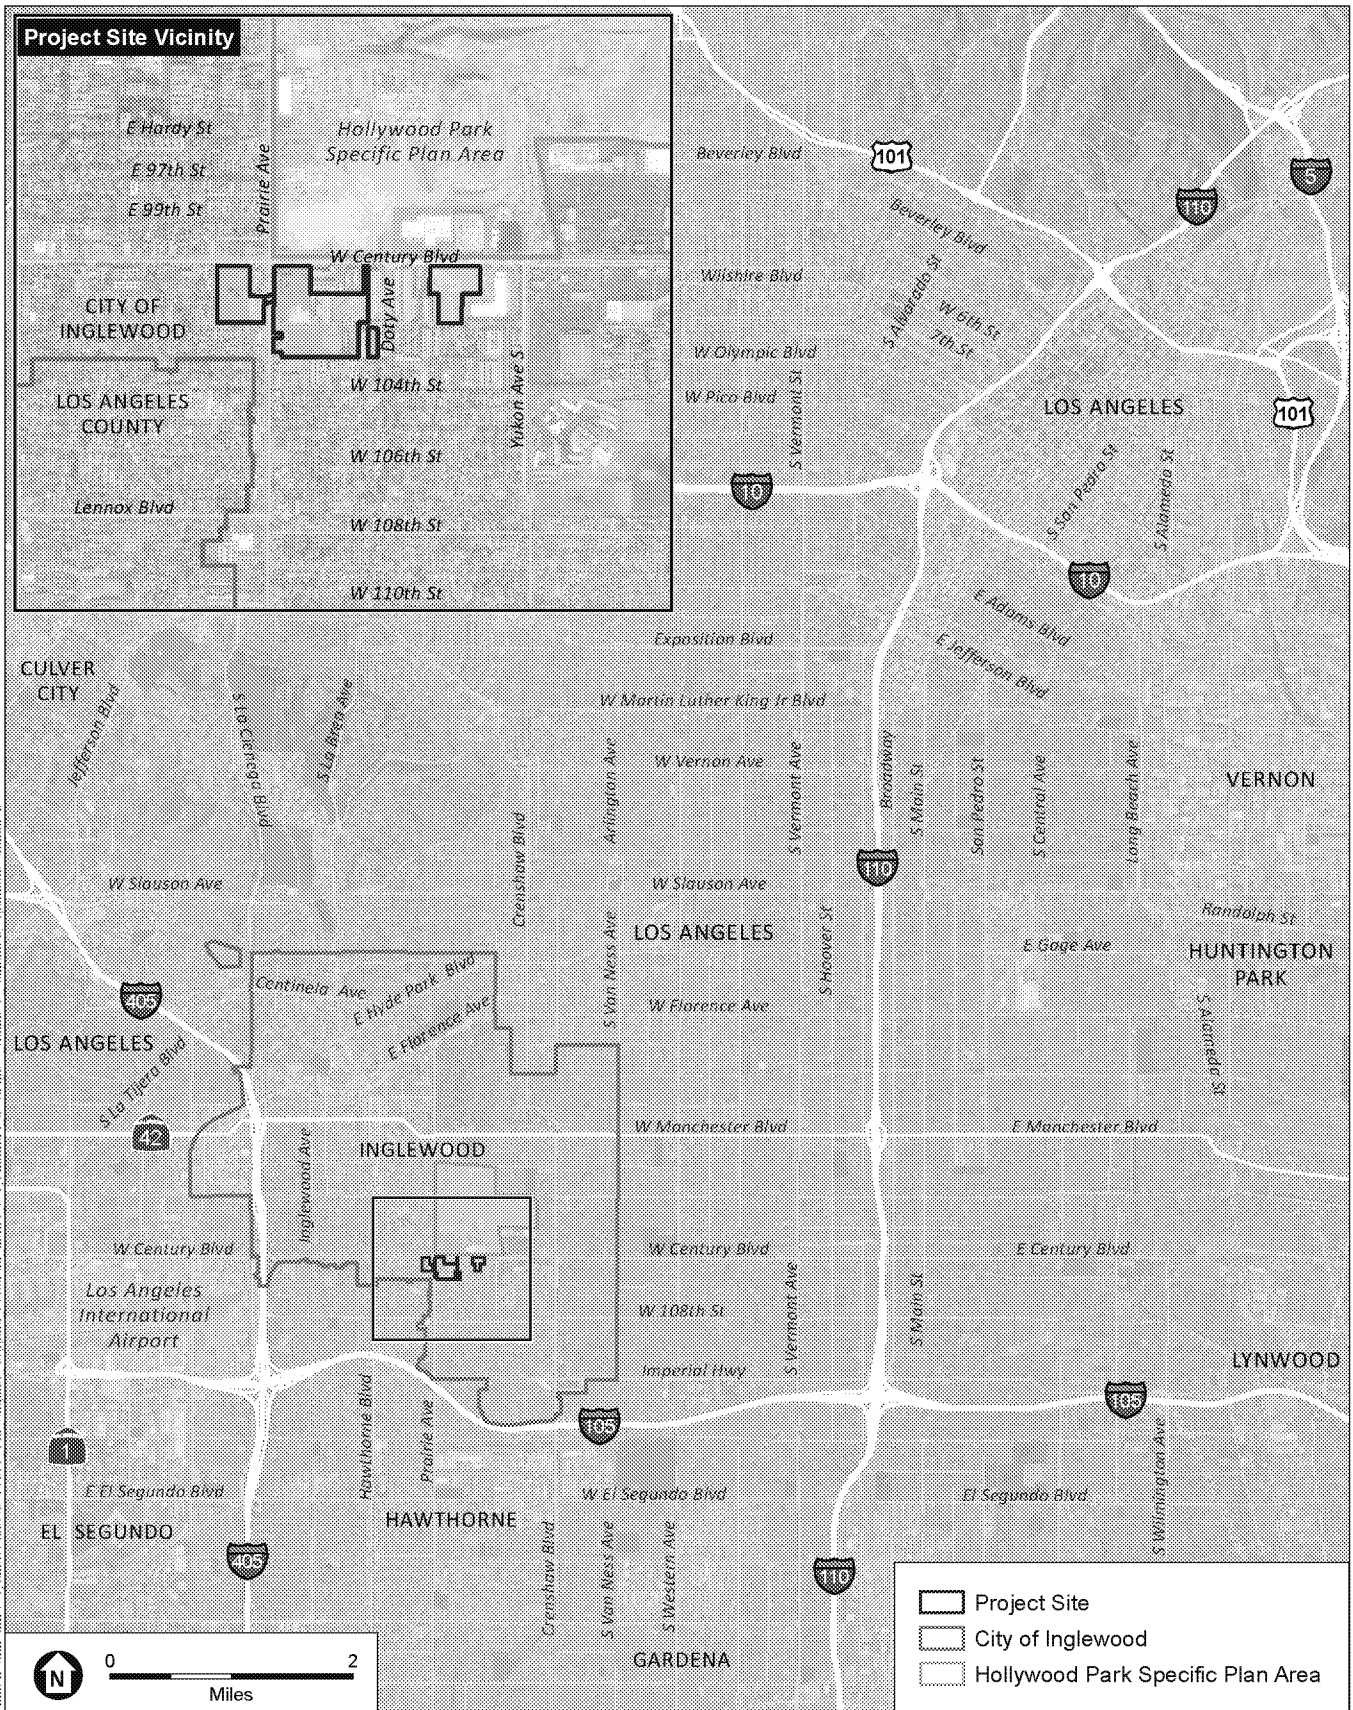 Project Site Vicinity
E Hardy St
E 97th St
E 99th St
Prairie Ave
Hollywood Park
Specific Plan Area
W Century Blvd
CITY OF
INGLEWOOD
Doty Ave
LOS ANGELES
COUNTY
W 104th St
Yukon Ave S
W 106th St
Lennox Blvd
W 108th St
W 110th St
Beverley Blvd
101
5
110
Beverley Blvd
Wilshire Blvd
S Alvarado St
W 6th St
7th St
W Olympic Blvd
W Pico Blvd
S Vermont St
LOS ANGELES
101
10
S San Pedro St
S Alameda St
10
E Adams Blvd
E Jefferson Blvd
Exposition Blvd
CULVER
CITY
Jefferson Blvd
S La Cienega Blvd
S La Brea Ave
W Martin Luther King Jr Blvd
W Vernon Ave
Arlington Ave
S Vermont Ave
Broadway
S Main St
San Pedro St
S Central Ave
Long Beach Ave
VERNON
Crenshaw Blvd
110
W Slauson Ave
W Slauson Ave
LOS ANGELES
S Van Ness Ave
S Hoover St
Randolph St
E Gage Ave
HUNTINGTON
PARK
Centinela Ave
E Hyde Park Blvd
E Florence Ave
W Florence Ave
405
LOS ANGELES
S La Tijera Blvd
S Alameda St
42
W Manchester Blvd
E Manchester Blvd
INGLEWOOD
Inglewood Ave
W Century Blvd
W Century Blvd
E Century Blvd
Los Angeles
International
Airport
W 108th St
S Vermont Ave
S Main St
Imperial Hwy
LYNWOOD
Hawthorne Blvd
Prairie Ave
105
105
1
S Wilmington Ave
E El Segundo Blvd
W El Segundo Blvd
El Segundo Blvd
EL SEGUNDO
HAWTHORNE
405
Crenshaw Blvd
S Van Ness Ave
S Western Ave
110
GARDENA
N
0 2
Miles
Project Site
City of Inglewood
Hollywood Park Specific Plan Area